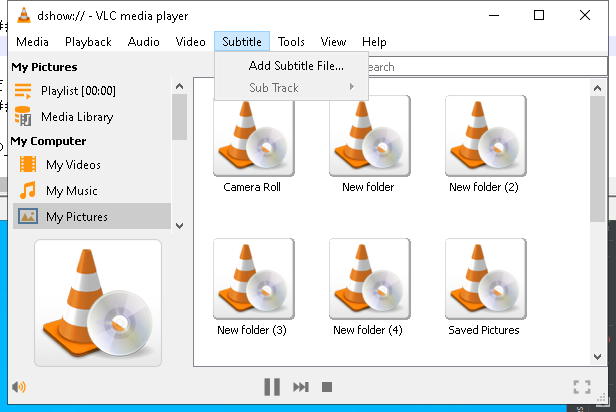 dshow:// - VLC media player
Media Playback Audio Video Subtitle Tools View Help
My Pictures
Add Subtitle File...
earch
Playlist [00:00]
Sub Track
Media Library
My Computer
My Videos
My Music
My Pictures
Camera Roll
New folder
New folder (2)
New folder (3)
New folder (4)
Saved Pictures